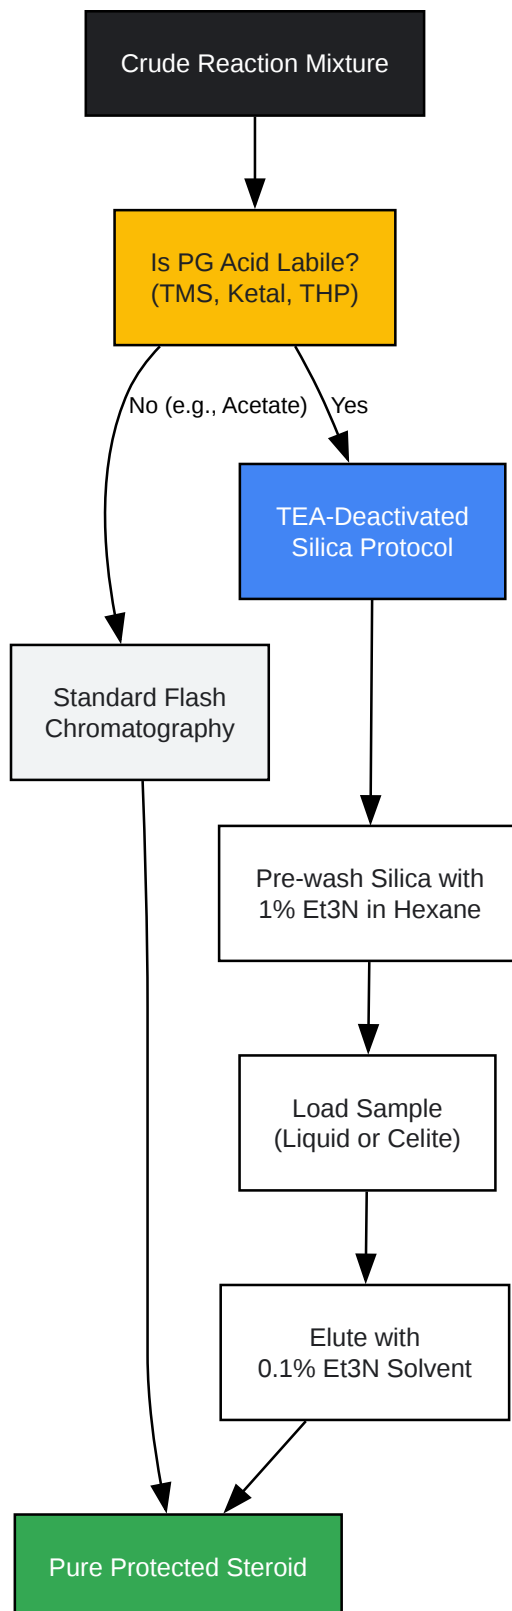 Crude Reaction Mixture
Is PG Acid Labile?
(TMS, Ketal, THP)
No (e.g., Acetate)
Yes
TEA-Deactivated
Silica Protocol
Standard Flash
Chromatography
Pre-wash Silica with
1% Et3N in Hexane
Load Sample
(Liquid or Celite)
Elute with
0.1% Et3N Solvent
Pure Protected Steroid